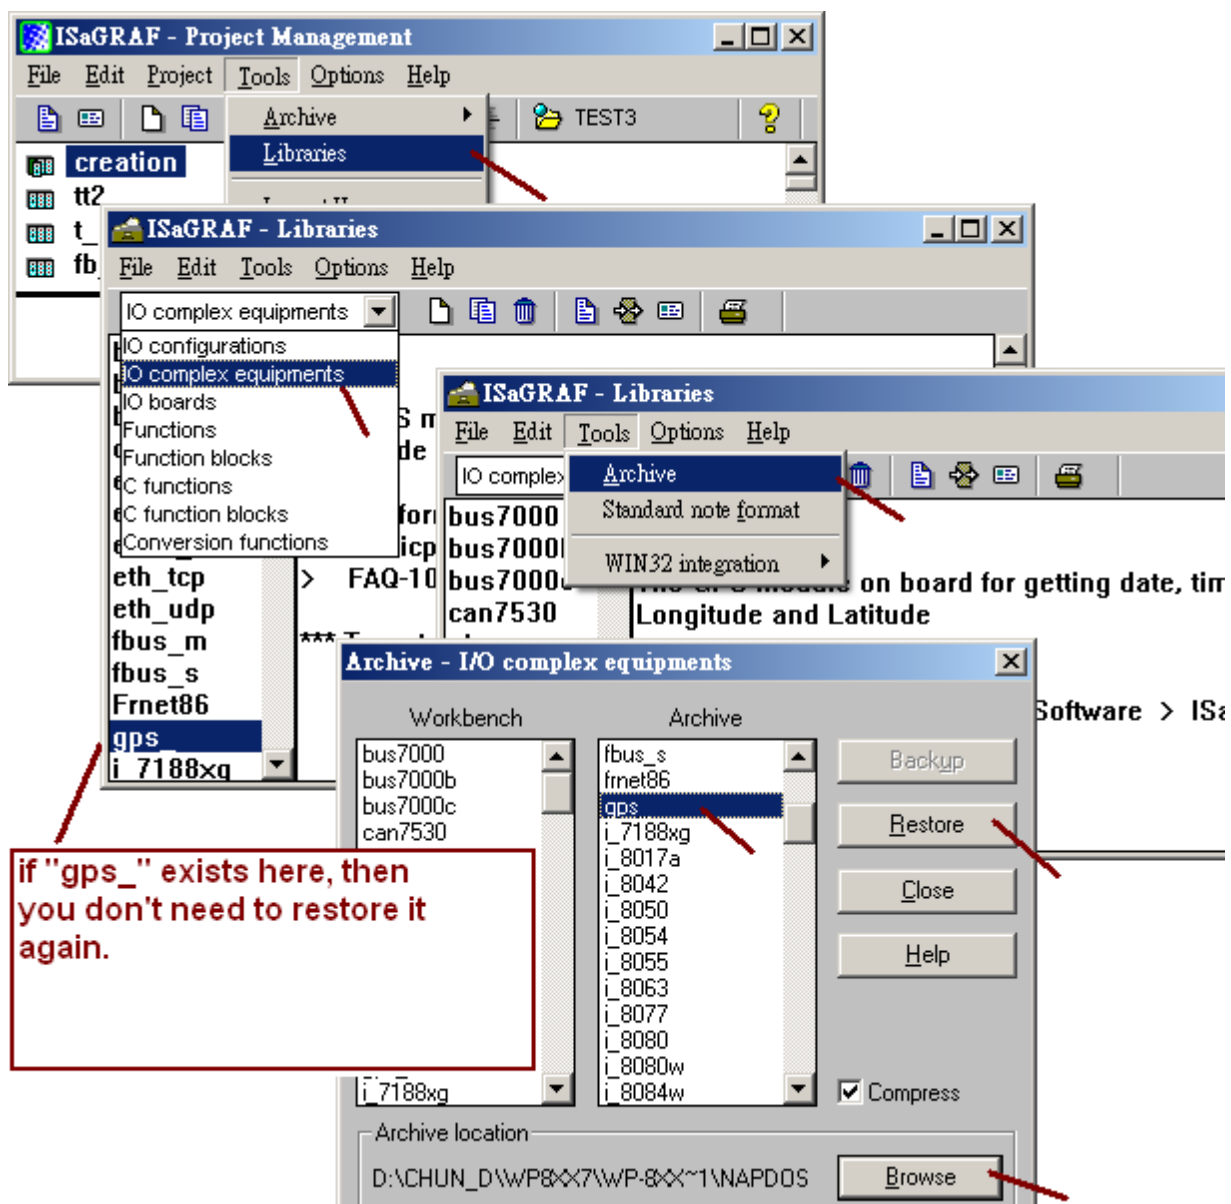 ISaGRAF - Project Management
File Edit Project Tools Options Help
TEST3
Archive
Libraries
creation
tt2
ISaGRAF - Libraries
File Edit Tools Options Help
IO complex equipments
IO configurations
IO complex equipments
IO boards
Functions
Function blocks
C functions
C function blocks
Conversion functions
eth_tcp
eth_udp
fbus_m
fbus_s
Frnet86
gps_
i_7188xg
> FAQ-10
ISaGRAF - Libraries
File Edit Tools Options Help
IO complex
Archive
Standard note format
WIN32 integration
bus7000
can7530
on board for getting date, tim
Longitude and Latitude
Software > ISa
Archive - I/O complex equipments
Workbench
bus7000
bus7000b
bus7000c
can7530
i_7188xg
Archive
fbus_s
frnet86
gps_
i_7188xg
i_8017a
i_8042
i_8050
i_8054
i_8055
i_8063
i_8077
i_8080
i_8080w
i_8084w
Backup
Restore
Close
Help
Compress
Archive location
D:\CHUN_D\WP8XX7\WP-8XX~1\NAPDOS
Browse
if "gps_" exists here, then
you don't need to restore it
again.